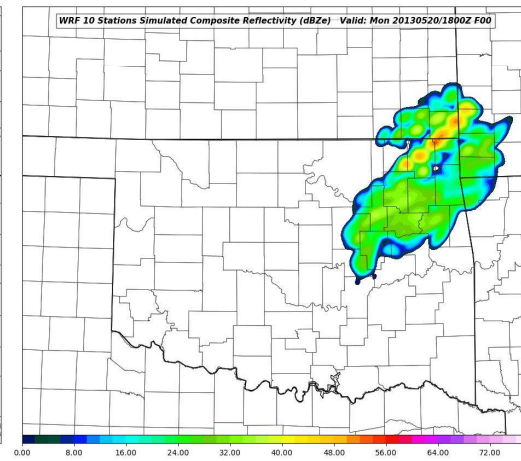 WRF 10 Stations Simulated Composite Reflectivity (dBZe) Valid: Mon 20130520/1800Z F00
0.00 8.00 16.00 24.00 32.00 40.00 48.00 56.00 64.00 72.00